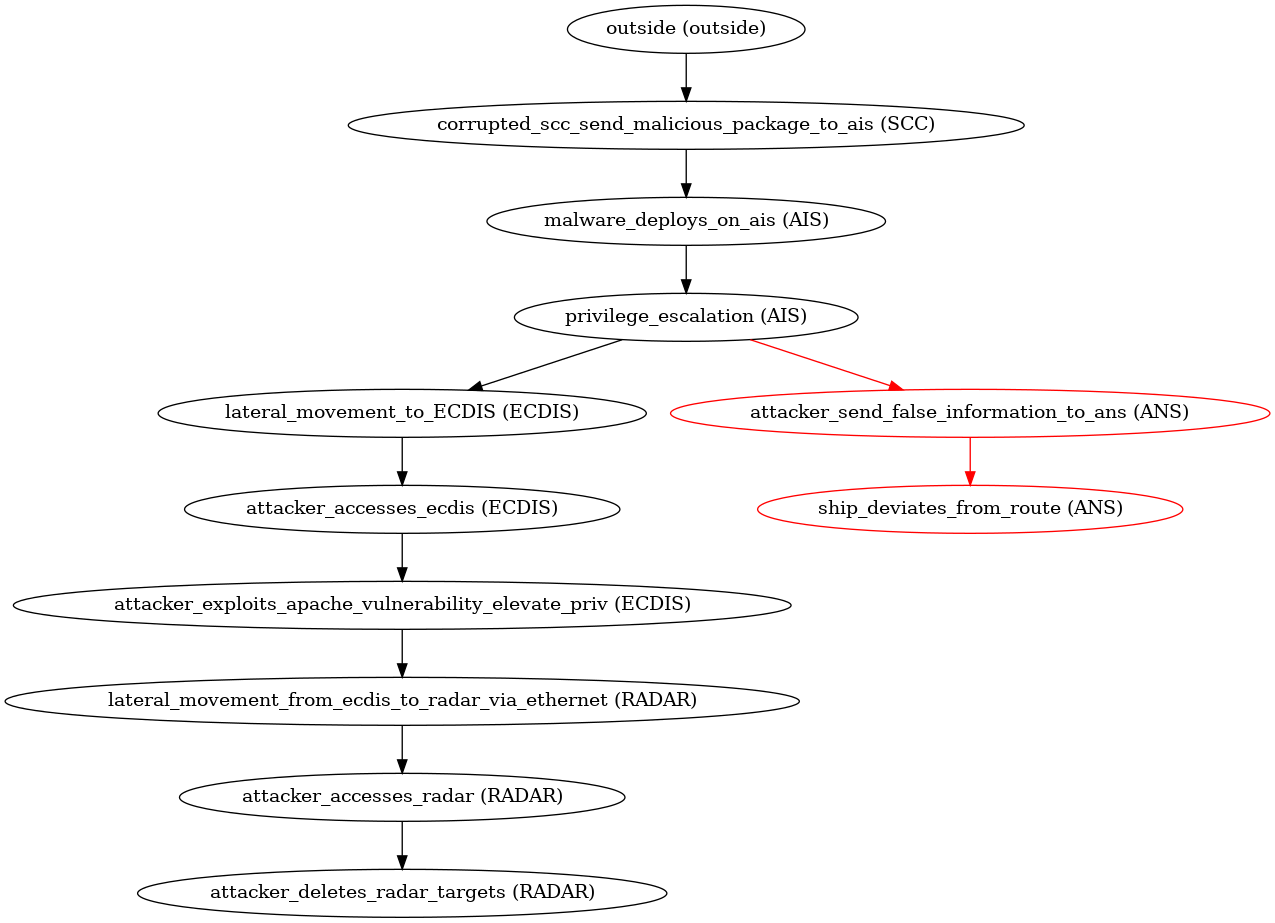 outside (outside)
corrupted_scc_send_malicious_package_to_ais (SCC)
malware_deploys_on_ais (AIS)
privilege_escalation (AIS)
lateral_movement_to_ECDIS (ECDIS)
attacker_send_false_information_to_ans (ANS)
attacker_accesses_ecdis (ECDIS)
ship_deviates_from_route (ANS)
attacker_exploits_apache_vulnerability_elevate_priv (ECDIS)
lateral_movement_from_ecdis_to_radar_via_ethernet (RADAR)
attacker_accesses_radar (RADAR)
attacker_deletes_radar_targets (RADAR)